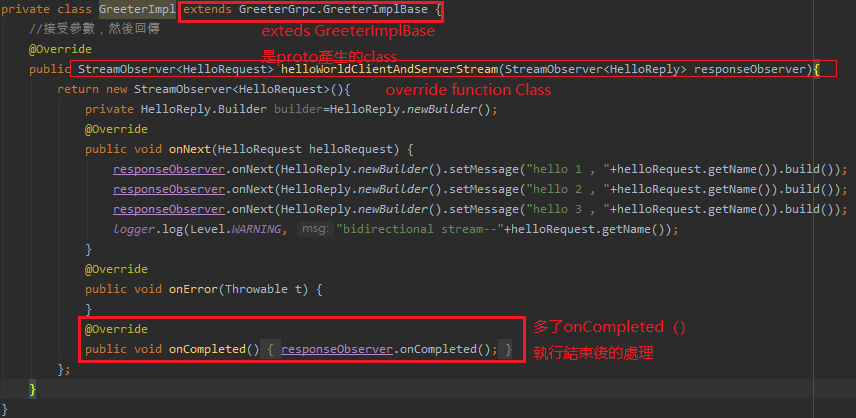 private class GreeterImpl extends GreeterGrpc.GreeterImplBase {
exteds GreeterImplBase
//接受參數，然後回傳
是proto產生的class
@Override
public StreamObserver<HelloRequest> helloWorldClientAndServerStream(StreamObserver<HelloReply> responseObserver){
override function Class
return new StreamObserver<HelloRequest>(){
private HelloReply.Builder builder=HelloReply.newBuilder();
@Override
public void onNext(HelloRequest helloRequest) {
responseObserver.onNext(HelloReply.newBuilder().setMessage("hello 1 , "+helloRequest.getName()).build());
responseObserver.onNext(HelloReply.newBuilder().setMessage("hello 2 , "+helloRequest.getName()).build());
responseObserver.onNext(HelloReply.newBuilder().setMessage("hello 3 , "+helloRequest.getName()).build());
logger.log(Level.WARNING, msg: "bidirectional stream--"+helloRequest.getName());
}
@Override
public void onError(Throwable t) {
}
@Override
public void onCompleted() { responseObserver.onCompleted(); }
多了onCompleted（）
執行結束後的處理
};
}
}